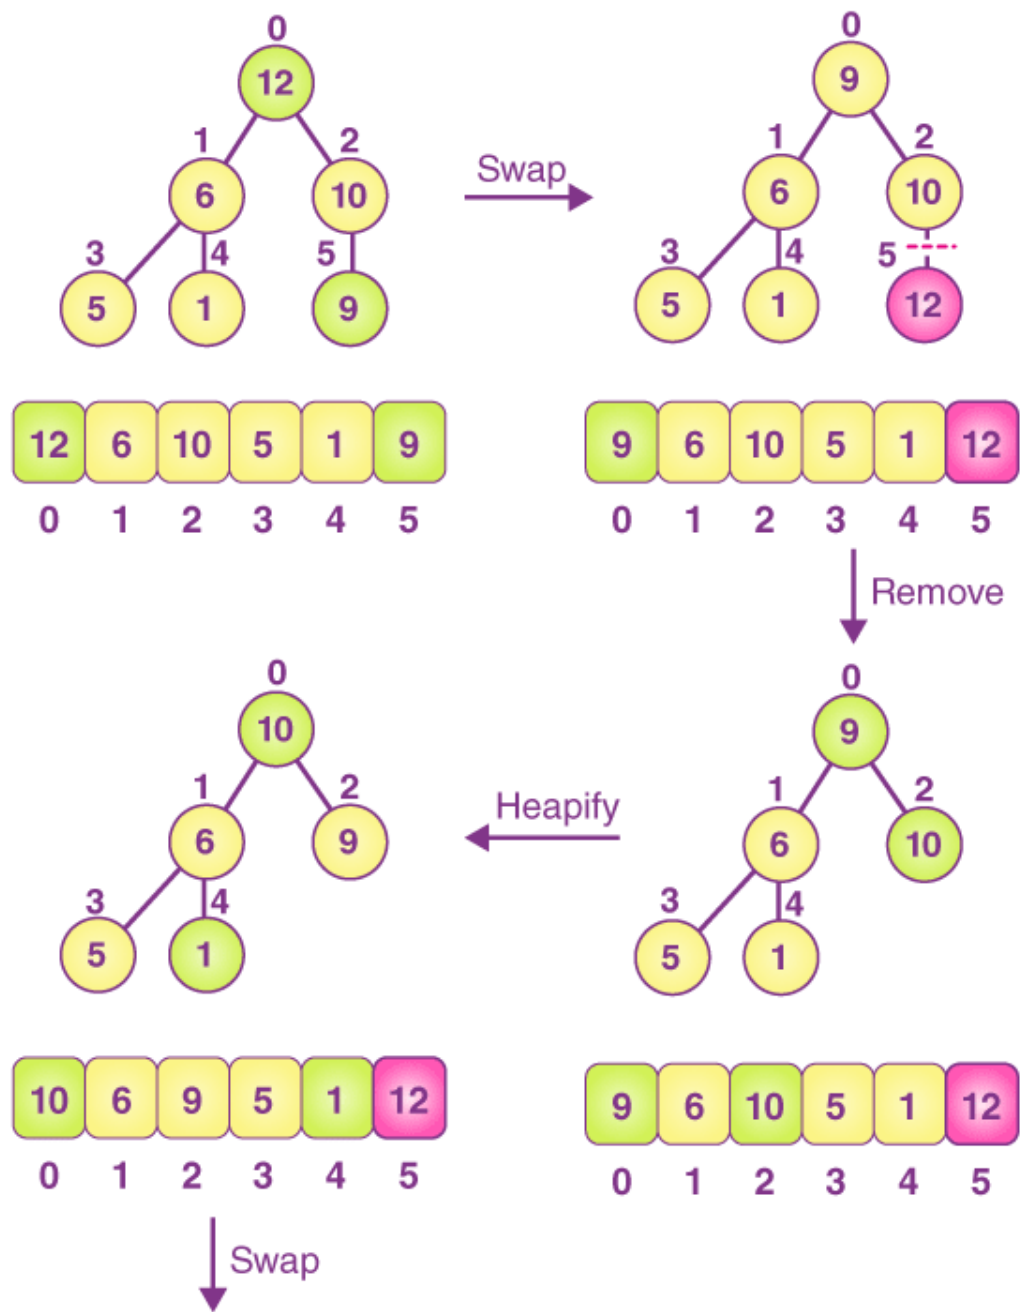 0 0
12 9
1 2 1 2
Swap
6 10 6 10
3 4 5 3 4 5
5 1 9 5 1 12
12 6 10 5 1 9 9 6 10 5 1 12
0 1 2 3 4 5 0 1 2 3 4 5
Remove
0 0
10 9
1 2 1 2
Heapify
6 9 6 10
3 4 3 4
5 1 5 1
10 6 9 5 1 12 9 6 10 5 1 12
0 1 2 3 4 5 0 1 2 3 4 5
Swap